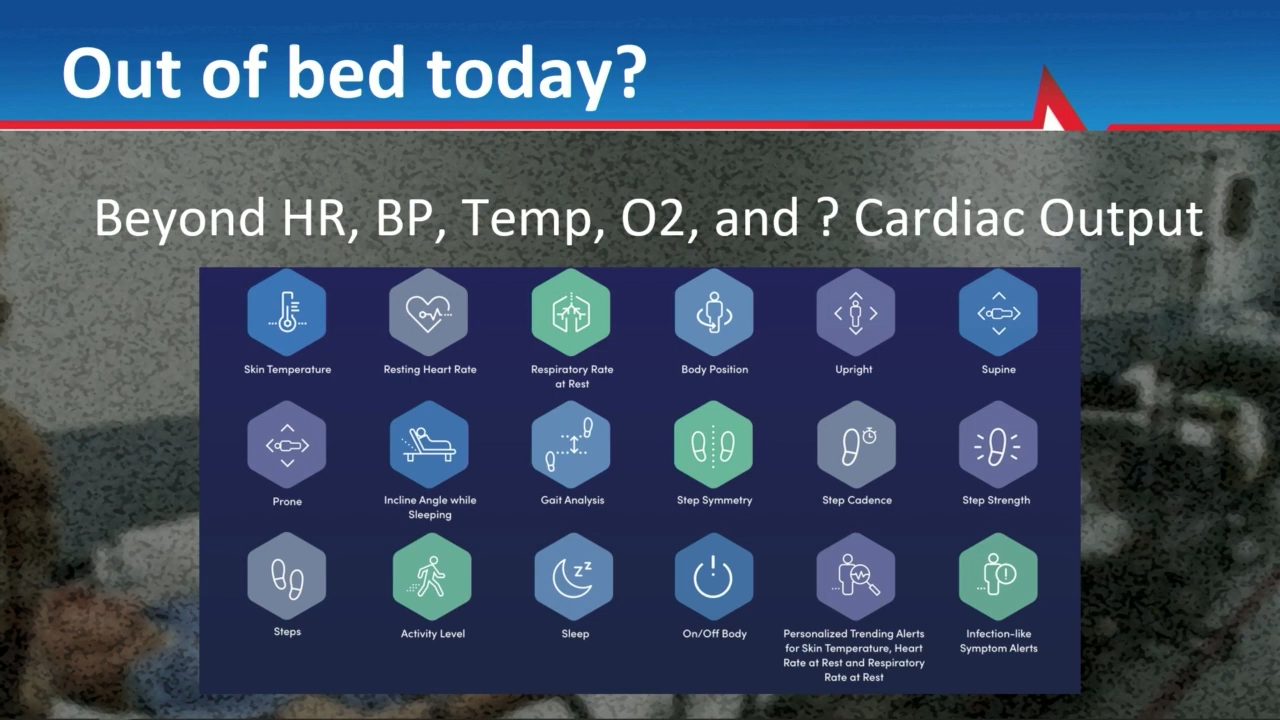 Out of bed today?
Beyond HR, BP, Temp, O2, and ? Cardiac Output
Skin Temperature
Resting Heart Rate
Respiratory Rate
at Rest
Body Position
Upright
Supine
Prone
Incline Angle while
Sleeping
Gait Analysis
Step Symmetry
Step Cadence
Step Strength
Steps
Activity Level
zz
Sleep
On/Off Body
Personalized Trending Alerts
for Skin Temperature, Heart
Rate at Rest and Respiratory
Rate at Rest
Infection-like
Symptom Alerts